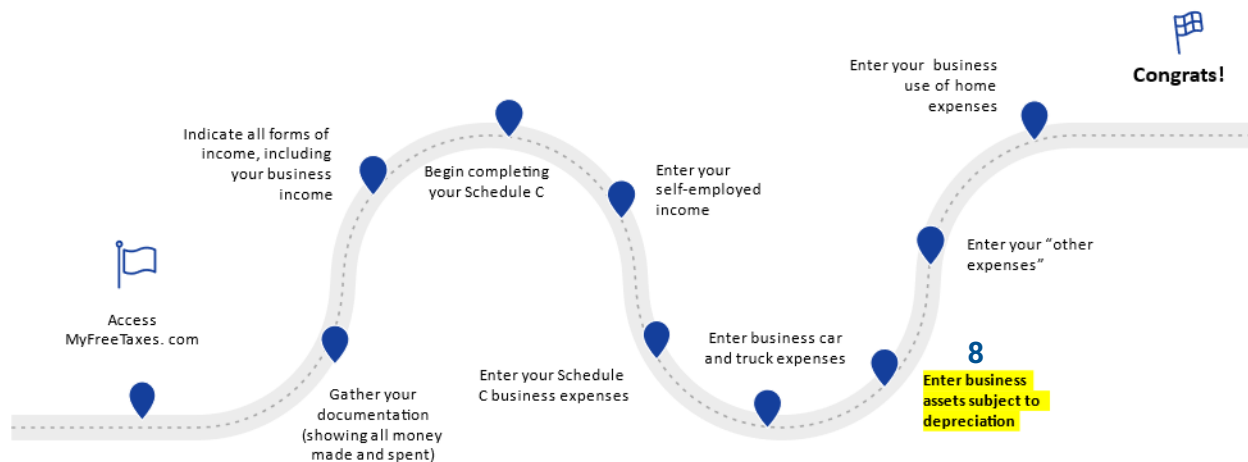 Access
MyFreeTaxes. com
Gather your
documentation
(showing all money
made and spent)
Indicate all forms of
income, including
your business
income
Begin completing
your Schedule C
Enter your
self-employed
income
Enter your Schedule
C business expenses
Enter business car
and truck expenses
8
Enter business
assets subject to
depreciation
Enter your “other
expenses”
Enter your business
use of home
expenses
Congrats!